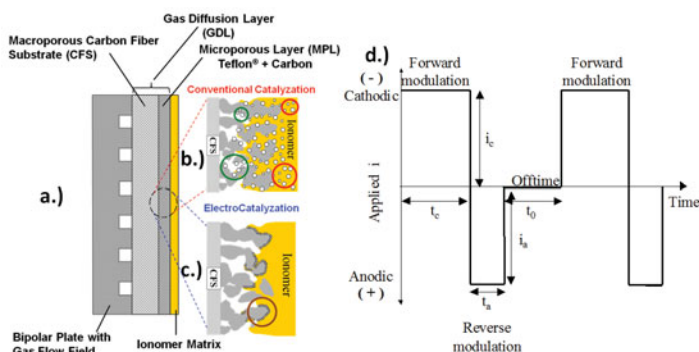 Gas Diffusion Layer
(GDL)
Macroporous Carbon Fiber
Substrate (CFS)
Microporous Layer (MPL)
Teflon® + Carbon
Conventional Catalyzation
CFS
Ionomer
b.)
a.)
ElectroCatalyzation
CFS
Ionomer
c.)
Bipolar Plate with
Gas Flow Field
Ionomer Matrix
d.)
Forward
modulation
Forward
modulation
(-)
Cathodic
Applied i
Anodic
(+)
ic
Offtime
Time
tc
t0
ia
ta
Reverse
modulation